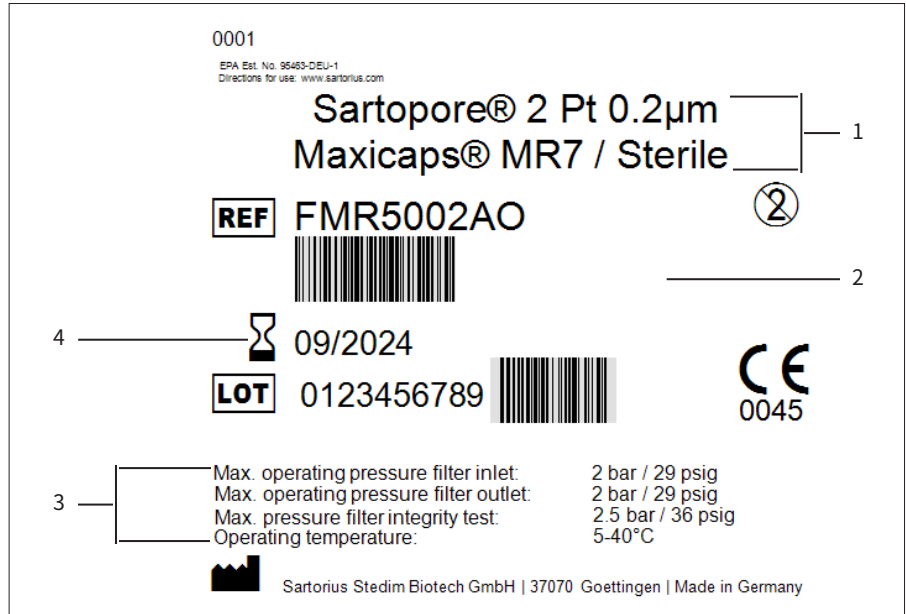 0001
EPA Est. No. 95463-DEU-1
Directions for use: www.sartorius.com
Sartopore® 2 Pt 0.2µm
Maxicaps® MR7 / Sterile
1
REF FMR5002AO
2
2
4
09/2024
LOT 0123456789
CE
0045
3
Max. operating pressure filter inlet: 2 bar / 29 psig
Max. operating pressure filter outlet: 2 bar / 29 psig
Max. pressure filter integrity test: 2.5 bar / 36 psig
Operating temperature: 5-40°C
Sartorius Stedim Biotech GmbH | 37070 Goettingen | Made in Germany